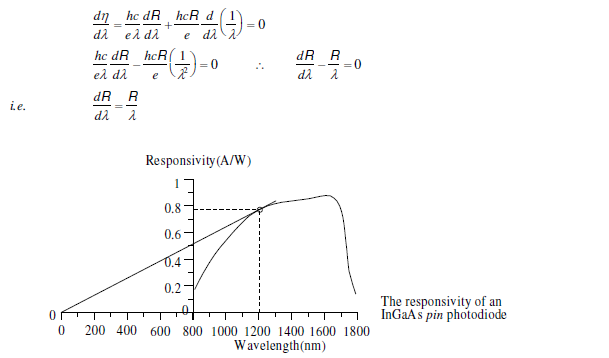 dη/dλ = hc/eλ dR/dλ + hcR/e d/dλ (1/λ) = 0
hc/eλ dR/dλ − hcR/e (1/λ²) = 0 ∴ dR/dλ − R/λ = 0
i.e. dR/dλ = R/λ
Responsivity(A/W)
1
0.8
0.6
0.4
0.2
0
0
0 200 400 600 800 1000 1200 1400 1600 1800
Wavelength(nm)
The responsivity of an
InGaAs pin photodiode